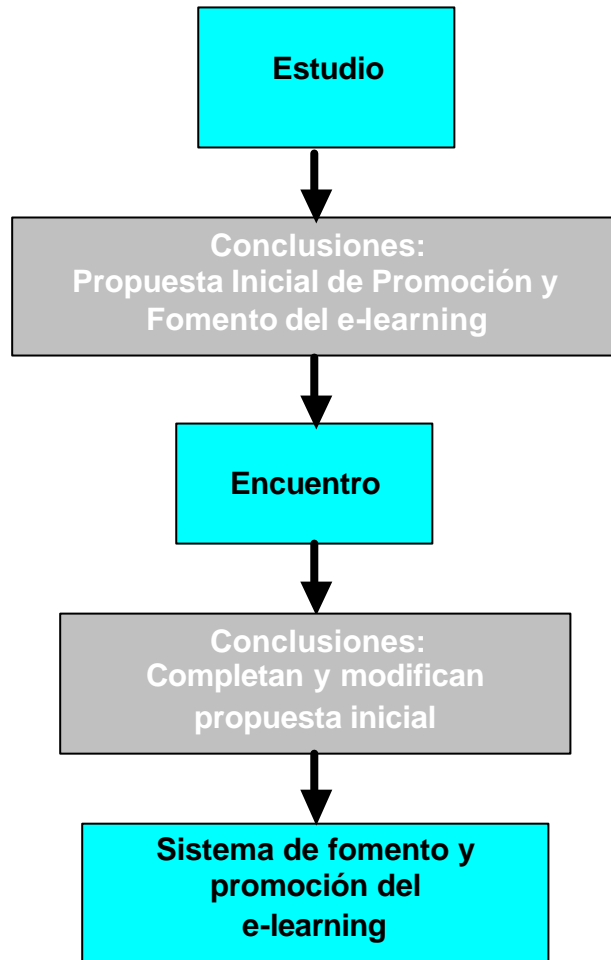 Estudio
Conclusiones:
Propuesta Inicial de Promoción y
Fomento del e-learning
Encuentro
Conclusiones:
Completan y modifican
propuesta inicial
Sistema de fomento y
promoción del
e-learning